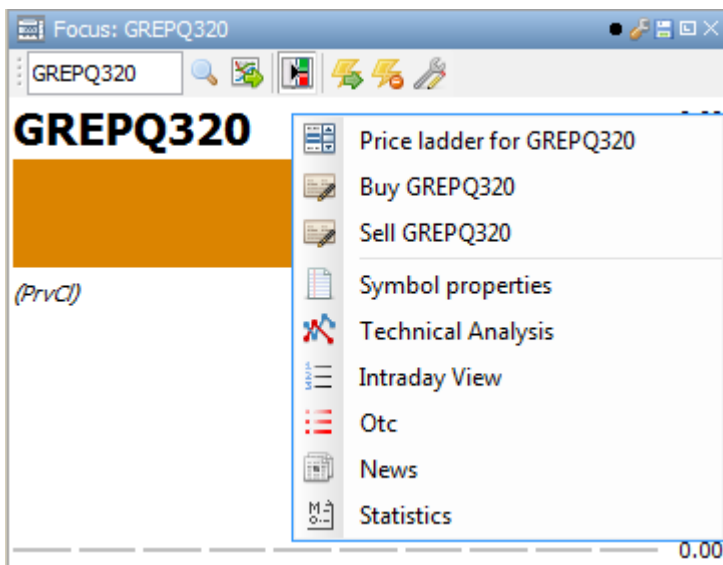 Focus: GREPQ320
GREPQ320
GREPQ320
Price ladder for GREPQ320
Buy GREPQ320
Sell GREPQ320
(PrvCl)
Symbol properties
Technical Analysis
Intraday View
Otc
News
Statistics
0.00